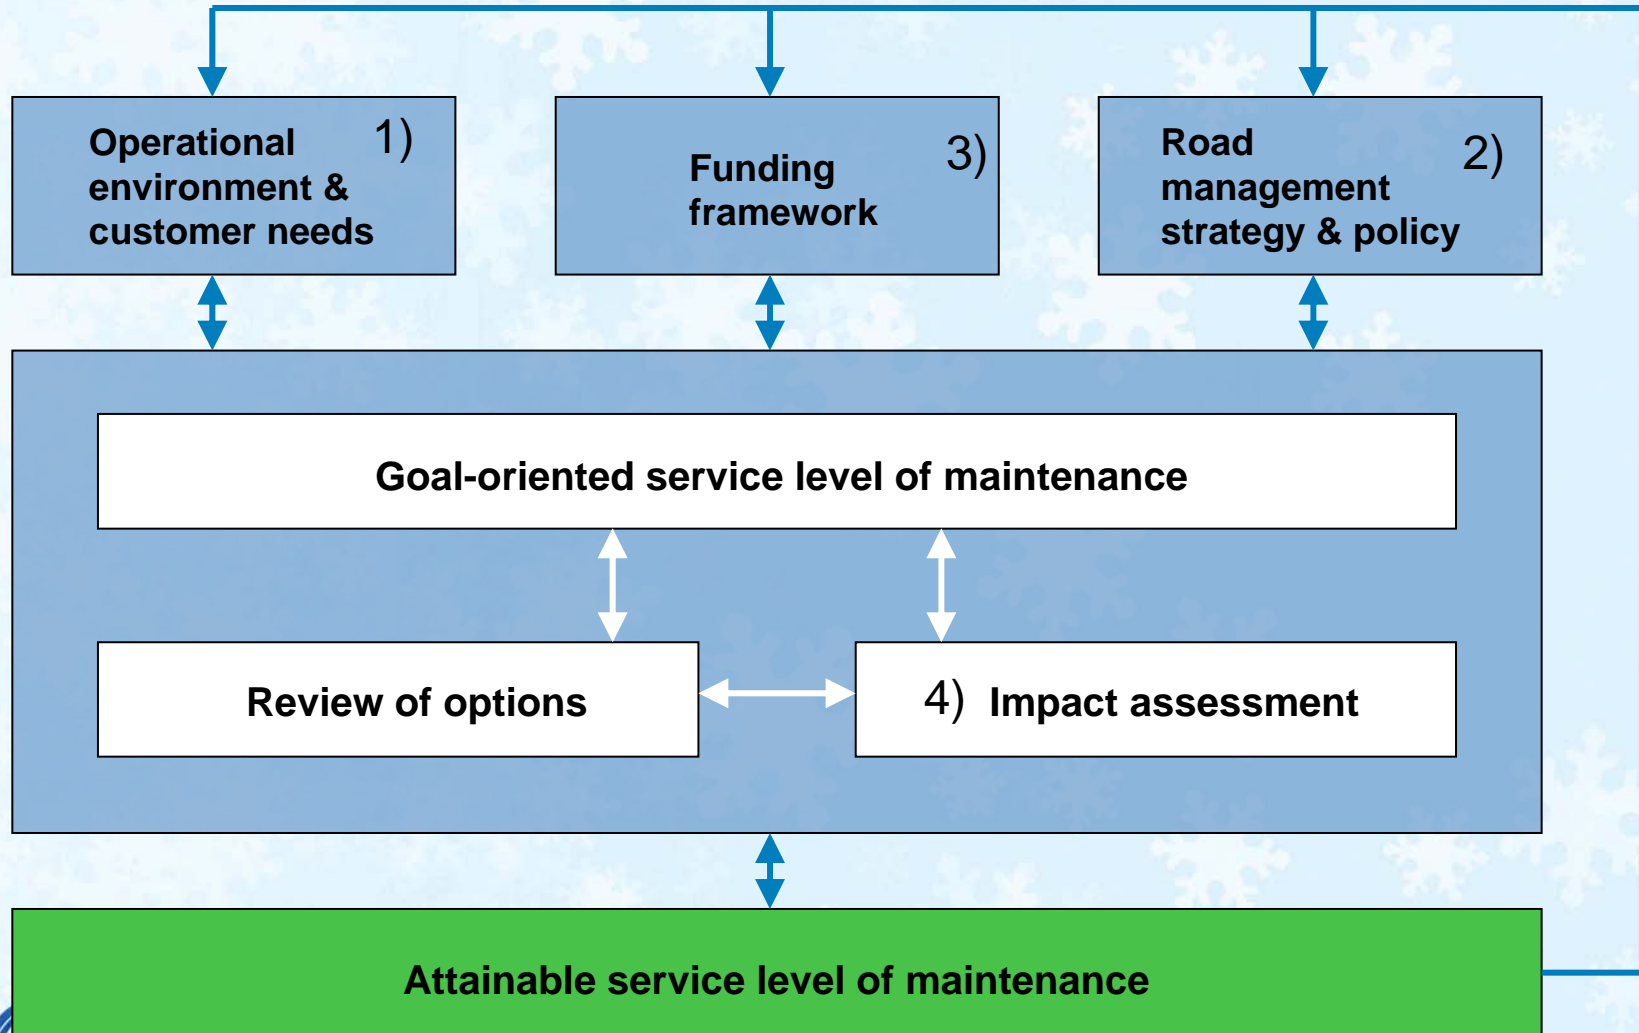 Operational 1)
environment &
customer needs
Funding 3)
framework
Road 2)
management
strategy & policy
Goal-oriented service level of maintenance
Review of options
4) Impact assessment
Attainable service level of maintenance